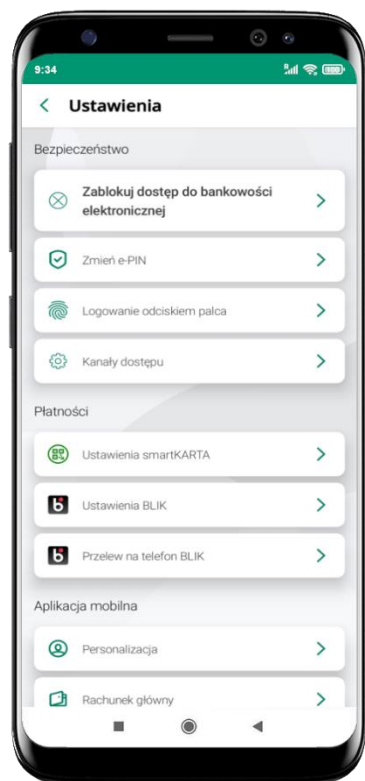 9:34
Ustawienia
Bezpieczeństwo
Zablokuj dostęp do bankowości
elektronicznej
Zmień e-PIN
Logowanie odciskiem palca
Kanały dostępu
Płatności
Ustawienia smartKARTA
Ustawienia BLIK
Przelew na telefon BLIK
Aplikacja mobilna
Personalizacja
Rachunek główny